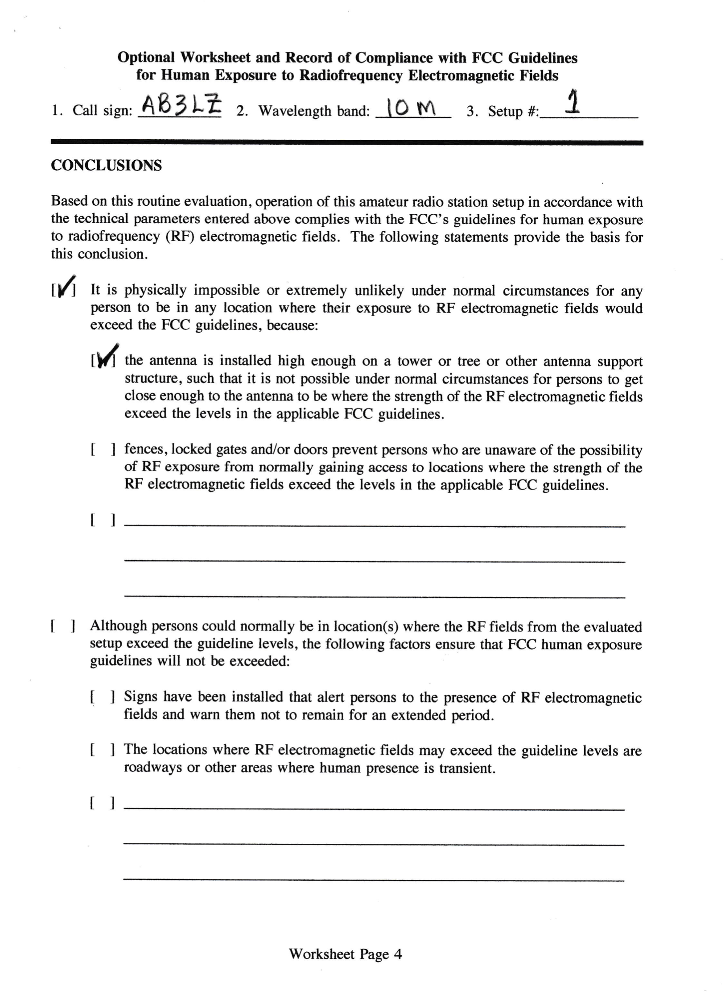 Optional Worksheet and Record of Compliance with FCC Guidelines
for Human Exposure to Radiofrequency Electromagnetic Fields
1. Call sign: AB3LZ 2. Wavelength band: 10 M 3. Setup #: 1
CONCLUSIONS
Based on this routine evaluation, operation of this amateur radio station setup in accordance with
the technical parameters entered above complies with the FCC's guidelines for human exposure
to radiofrequency (RF) electromagnetic fields. The following statements provide the basis for
this conclusion.
[✓] It is physically impossible or extremely unlikely under normal circumstances for any
person to be in any location where their exposure to RF electromagnetic fields would
exceed the FCC guidelines, because:
[✓] the antenna is installed high enough on a tower or tree or other antenna support
structure, such that it is not possible under normal circumstances for persons to get
close enough to the antenna to be where the strength of the RF electromagnetic fields
exceed the levels in the applicable FCC guidelines.
[ ] fences, locked gates and/or doors prevent persons who are unaware of the possibility
of RF exposure from normally gaining access to locations where the strength of the
RF electromagnetic fields exceed the levels in the applicable FCC guidelines.
[ ]
[ ] Although persons could normally be in location(s) where the RF fields from the evaluated
setup exceed the guideline levels, the following factors ensure that FCC human exposure
guidelines will not be exceeded:
[ ] Signs have been installed that alert persons to the presence of RF electromagnetic
fields and warn them not to remain for an extended period.
[ ] The locations where RF electromagnetic fields may exceed the guideline levels are
roadways or other areas where human presence is transient.
[ ]
Worksheet Page 4